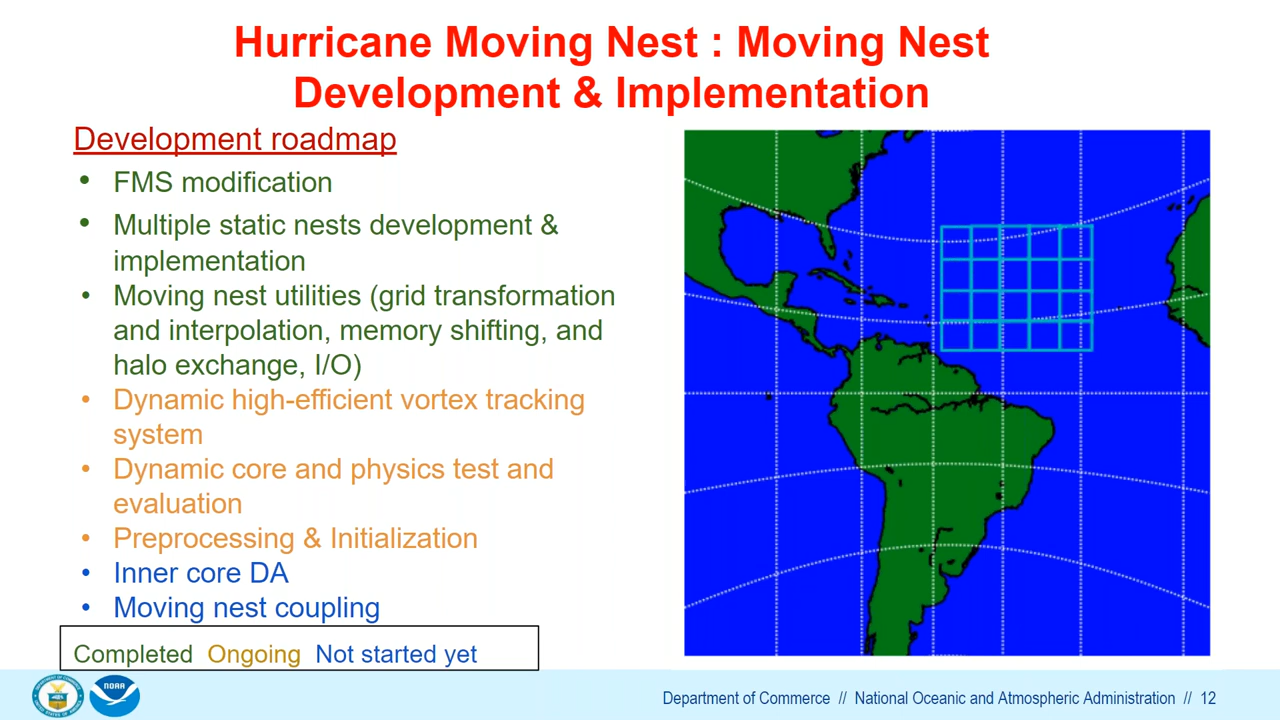 Hurricane Moving Nest : Moving Nest
Development & Implementation
Development roadmap
• FMS modification
• Multiple static nests development &
implementation
• Moving nest utilities (grid transformation
and interpolation, memory shifting, and
halo exchange, I/O)
• Dynamic high-efficient vortex tracking
system
• Dynamic core and physics test and
evaluation
• Preprocessing & Initialization
• Inner core DA
• Moving nest coupling
Completed Ongoing Not started yet
NOAA
Department of Commerce // National Oceanic and Atmospheric Administration // 12